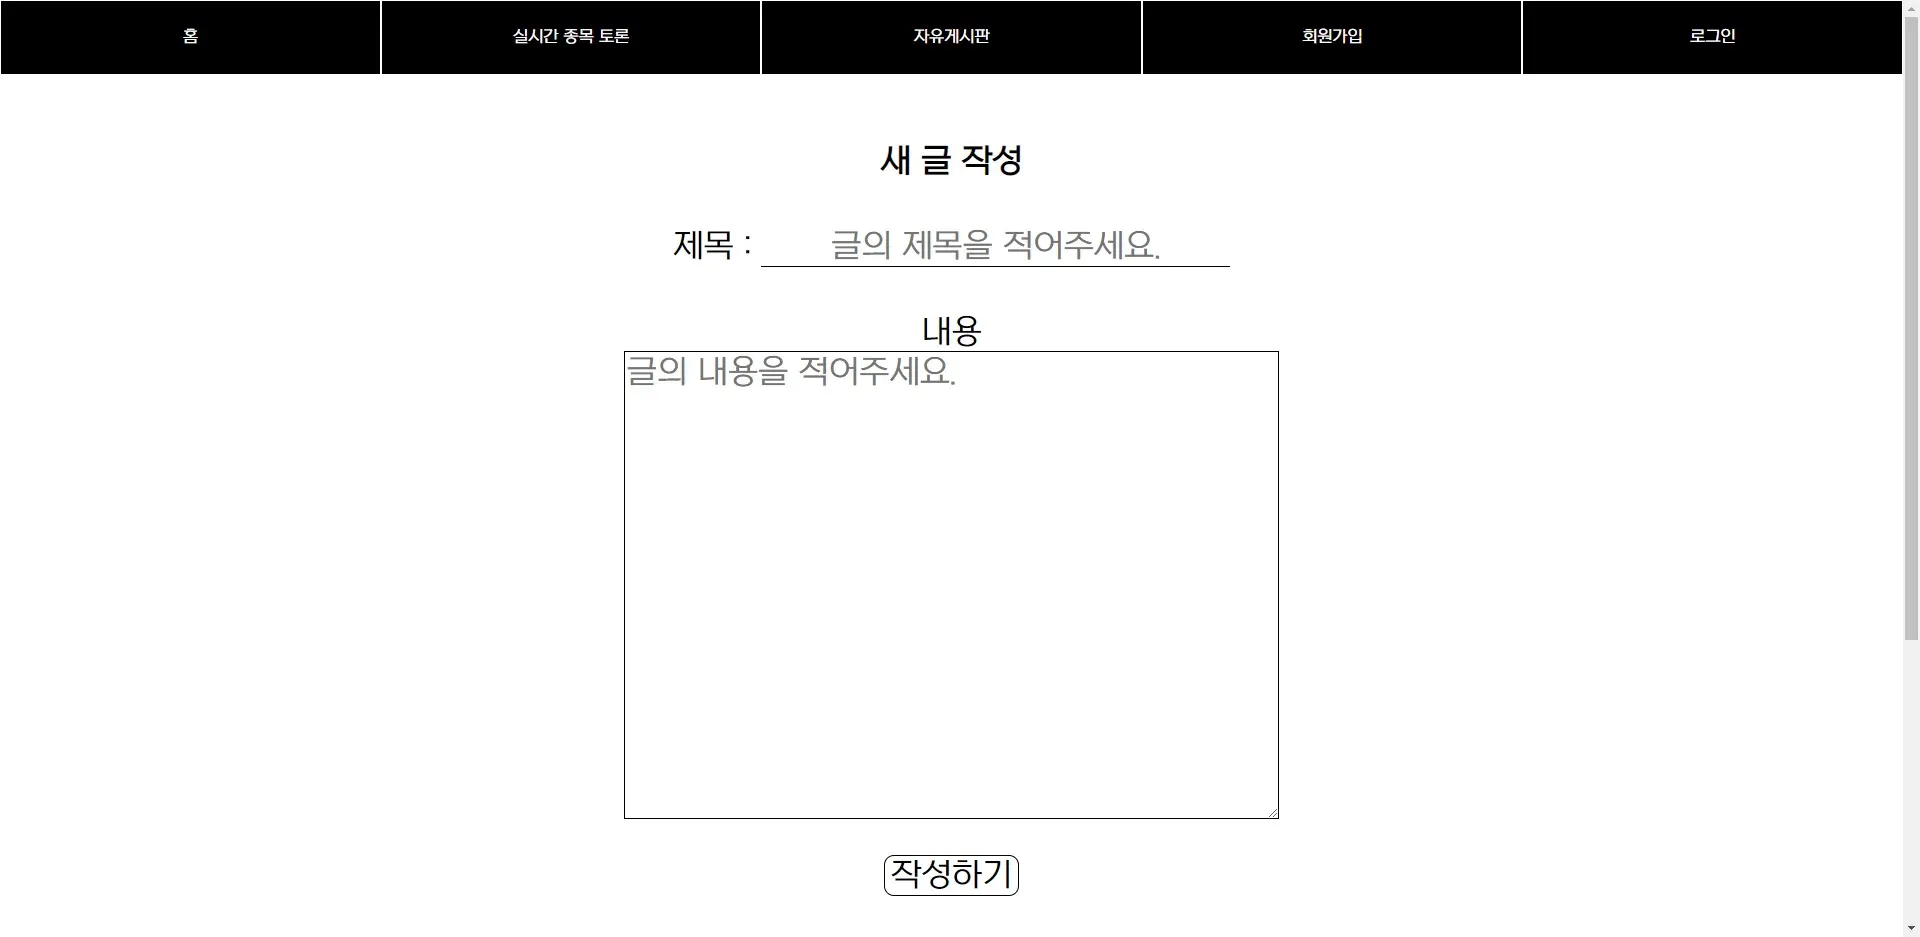 홈 실시간 종목 토론 자유게시판 회원가입 로그인
새 글 작성
제목 : 글의 제목을 적어주세요.
내용
글의 내용을 적어주세요.
작성하기